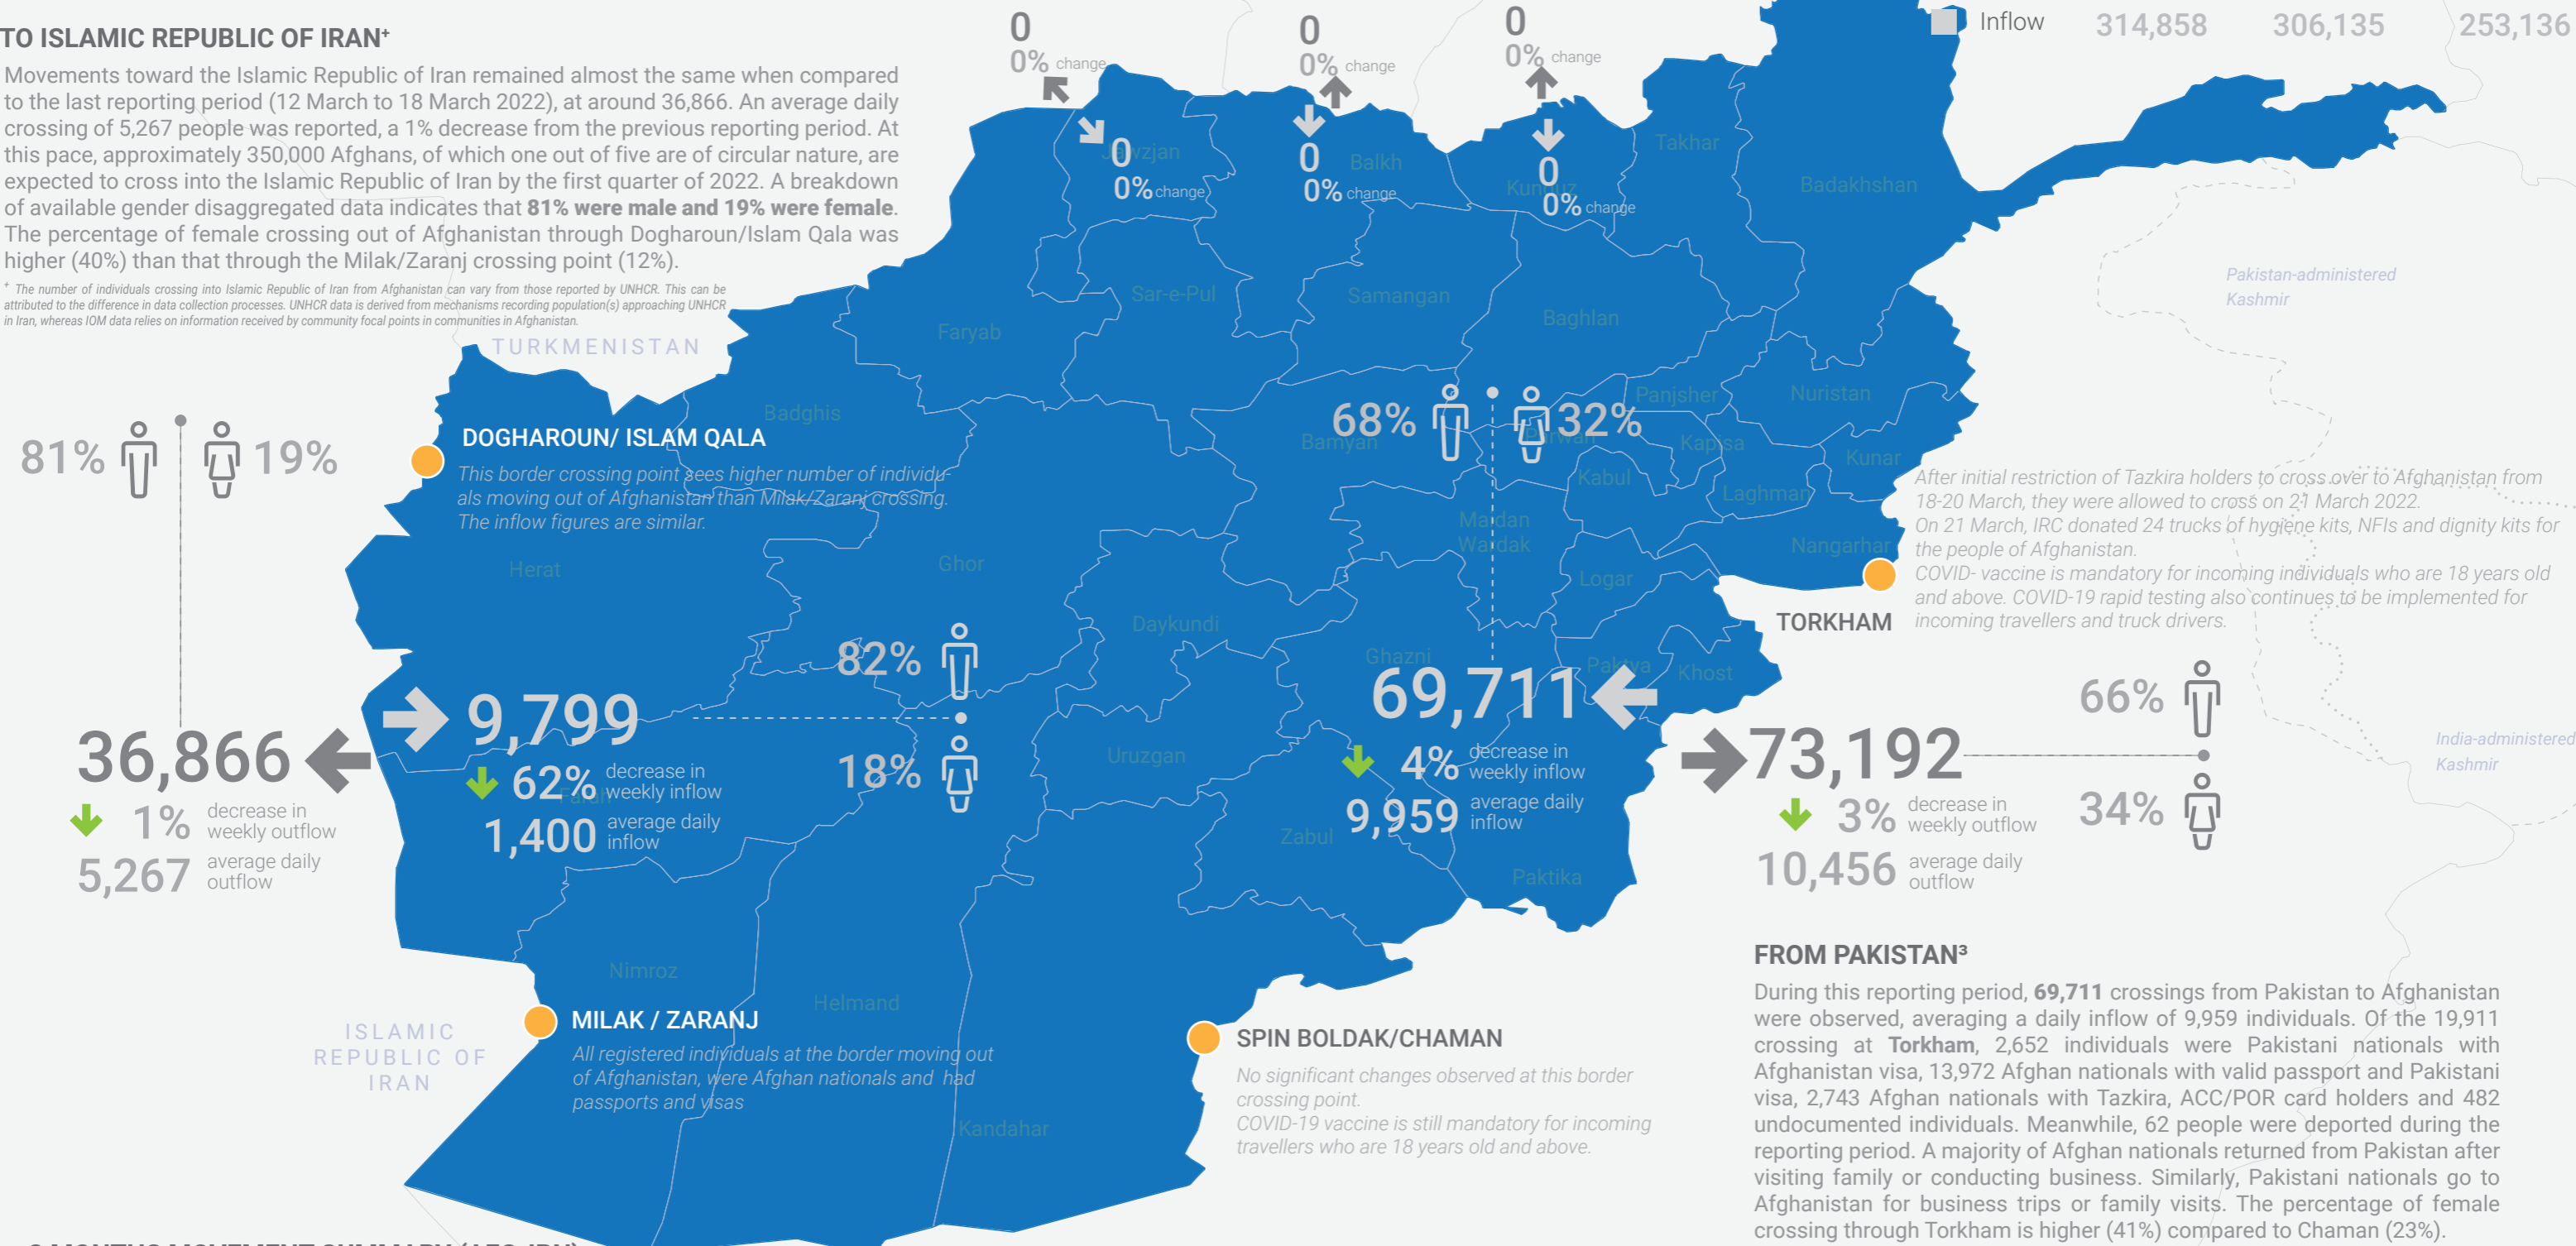 TO ISLAMIC REPUBLIC OF IRAN⁺
Movements toward the Islamic Republic of Iran remained almost the same when compared
to the last reporting period (12 March to 18 March 2022), at around 36,866. An average daily
crossing of 5,267 people was reported, a 1% decrease from the previous reporting period. At
this pace, approximately 350,000 Afghans, of which one out of five are of circular nature, are
expected to cross into the Islamic Republic of Iran by the first quarter of 2022. A breakdown
of available gender disaggregated data indicates that 81% were male and 19% were female.
The percentage of female crossing out of Afghanistan through Dogharoun/Islam Qala was
higher (40%) than that through the Milak/Zaranj crossing point (12%).
⁺ The number of individuals crossing into Islamic Republic of Iran from Afghanistan can vary from those reported by UNHCR. This can be
attributed to the difference in data collection processes. UNHCR data is derived from mechanisms recording population(s) approaching UNHCR
in Iran, whereas IOM data relies on information received by community focal points in communities in Afghanistan.
0
0% change
0
0% change
0
0% change
0
0% change
0
0% change
0
0% change
Inflow 314,858 306,135 253,136
Jawzjan
Balkh
Kunduz
Takhar
Badakhshan
Sar-e-Pul
Samangan
Baghlan
Faryab
TURKMENISTAN
Pakistan-administered
Kashmir
Badghis
Panjsher
Nuristan
Bamyan
Parwan
Kapisa
Kunar
Kabul
Laghman
Maidan
Wardak
Nangarhar
Logar
Herat
Ghor
Daykundi
Ghazni
Paktya
Khost
Uruzgan
Farah
Zabul
Paktika
Nimroz
Helmand
Kandahar
81% 19%
DOGHAROUN/ ISLAM QALA
This border crossing point sees higher number of individu-
als moving out of Afghanistan than Milak/Zaranj crossing.
The inflow figures are similar.
68% 32%
After initial restriction of Tazkira holders to cross over to Afghanistan from
18-20 March, they were allowed to cross on 21 March 2022.
On 21 March, IRC donated 24 trucks of hygiene kits, NFIs and dignity kits for
the people of Afghanistan.
COVID- vaccine is mandatory for incoming individuals who are 18 years old
and above. COVID-19 rapid testing also continues to be implemented for
incoming travellers and truck drivers.
TORKHAM
36,866
1% decrease in
weekly outflow
5,267 average daily
outflow
9,799
62% decrease in
weekly inflow
1,400 average daily
inflow
82%
18%
69,711
4% decrease in
weekly inflow
9,959 average daily
inflow
73,192
3% decrease in
weekly outflow
10,456 average daily
outflow
66%
34%
India-administered
Kashmir
ISLAMIC
REPUBLIC OF
IRAN
MILAK / ZARANJ
All registered individuals at the border moving out
of Afghanistan, were Afghan nationals and had
passports and visas
SPIN BOLDAK/CHAMAN
No significant changes observed at this border
crossing point.
COVID-19 vaccine is still mandatory for incoming
travellers who are 18 years old and above.
FROM PAKISTAN³
During this reporting period, 69,711 crossings from Pakistan to Afghanistan
were observed, averaging a daily inflow of 9,959 individuals. Of the 19,911
crossing at Torkham, 2,652 individuals were Pakistani nationals with
Afghanistan visa, 13,972 Afghan nationals with valid passport and Pakistani
visa, 2,743 Afghan nationals with Tazkira, ACC/POR card holders and 482
undocumented individuals. Meanwhile, 62 people were deported during the
reporting period. A majority of Afghan nationals returned from Pakistan after
visiting family or conducting business. Similarly, Pakistani nationals go to
Afghanistan for business trips or family visits. The percentage of female
crossing through Torkham is higher (41%) compared to Chaman (23%).